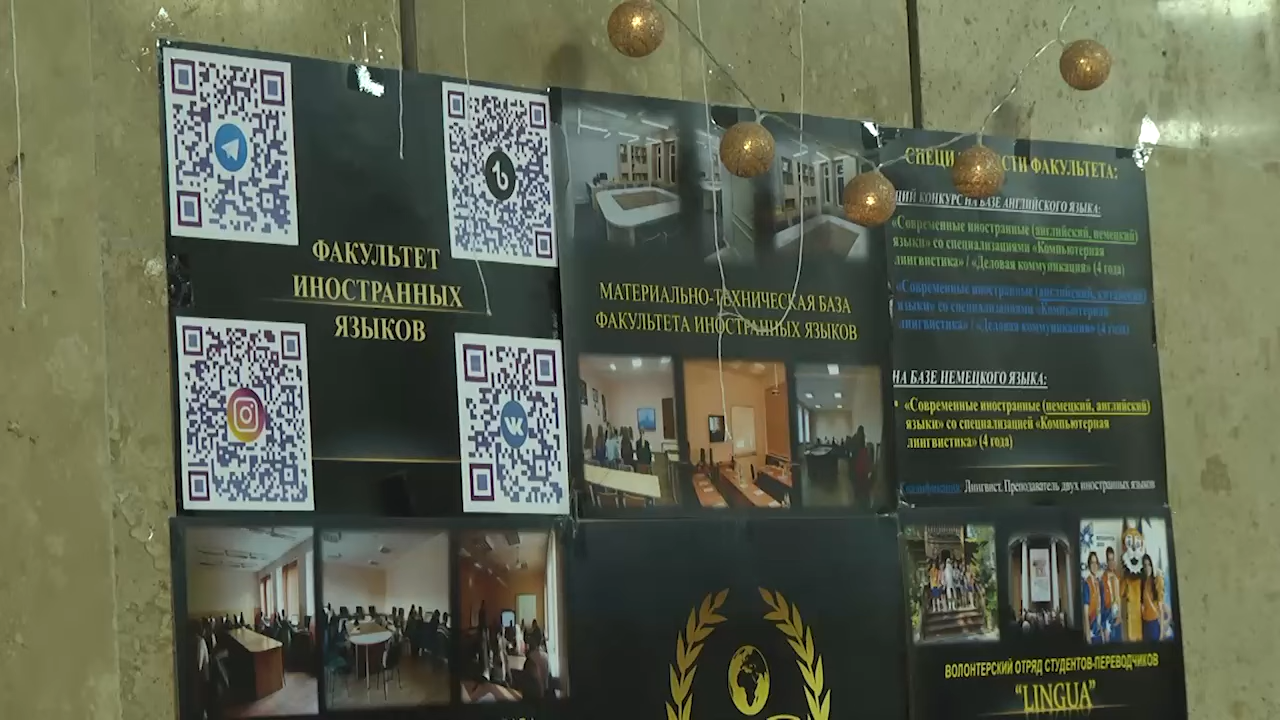 ФАКУЛЬТЕТ
ИНОСТРАННЫХ
ЯЗЫКОВ
МАТЕРИАЛЬНО-ТЕХНИЧЕСКАЯ БАЗА
ФАКУЛЬТЕТА ИНОСТРАННЫХ ЯЗЫКОВ
ФАКУЛЬТЕТА:
КОНКУРС НА БАЗЕ АНГЛИЙСКОГО ЯЗЫКА:
«Современные иностранные (английский, немецкий)
языки» со специализациями «Компьютерная
лингвистика» / «Деловая коммуникация» (4 года)
«Современные иностранные (английский, китайский)
языки» со специализациями «Компьютерная
лингвистика» / «Деловая коммуникация» (4 года)
НА БАЗЕ НЕМЕЦКОГО ЯЗЫКА:
• «Современные иностранные (немецкий, английский)
языки» со специализацией «Компьютерная
лингвистика» (4 года)
Лингвист. Преподаватель двух иностранных языков
ВОЛОНТЕРСКИЙ ОТРЯД СТУДЕНТОВ-ПЕРЕВОДЧИКОВ
“LINGUA”